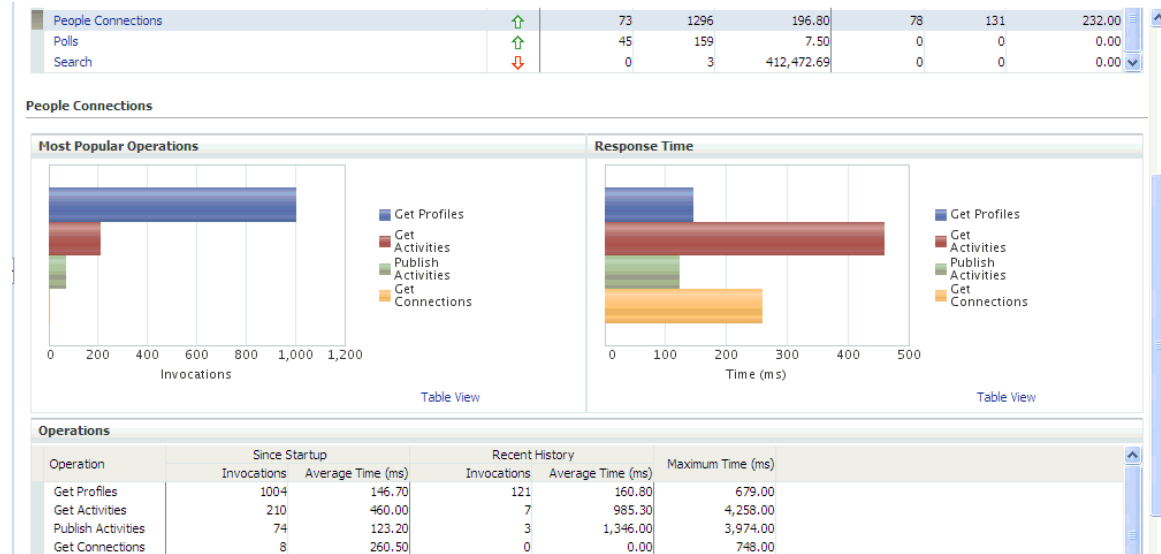 People Connections 73 1296 196.80 78 131 232.00
Polls 45 159 7.50 0 0 0.00
Search 0 3 412,472.69 0 0 0.00
People Connections
Most Popular Operations
Get Profiles
Get
Activities
Publish
Activities
Get
Connections
0 200 400 600 800 1,000 1,200
Invocations
Table View
Response Time
Get Profiles
Get
Activities
Publish
Activities
Get
Connections
0 100 200 300 400 500
Time (ms)
Table View
Operations
Operation Since Startup Recent History Maximum Time (ms)
Invocations Average Time (ms) Invocations Average Time (ms)
Get Profiles 1004 146.70 121 160.80 679.00
Get Activities 210 460.00 7 985.30 4,258.00
Publish Activities 74 123.20 3 1,346.00 3,974.00
Get Connections 8 260.50 0 0.00 748.00